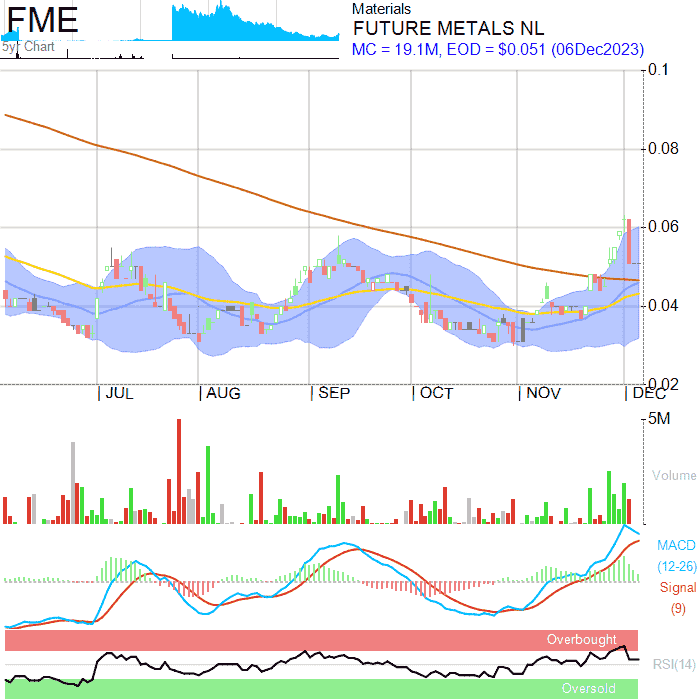 FME
5yr Chart
Materials
FUTURE METALS NL
MC = 19.1M, EOD = $0.051 (06Dec2023)
0.1
0.08
0.06
0.04
0.02
JUL AUG SEP OCT NOV DEC
5M
Volume
MACD
(12-26)
Signal
(9)
Overbought
RSI(14)
Oversold